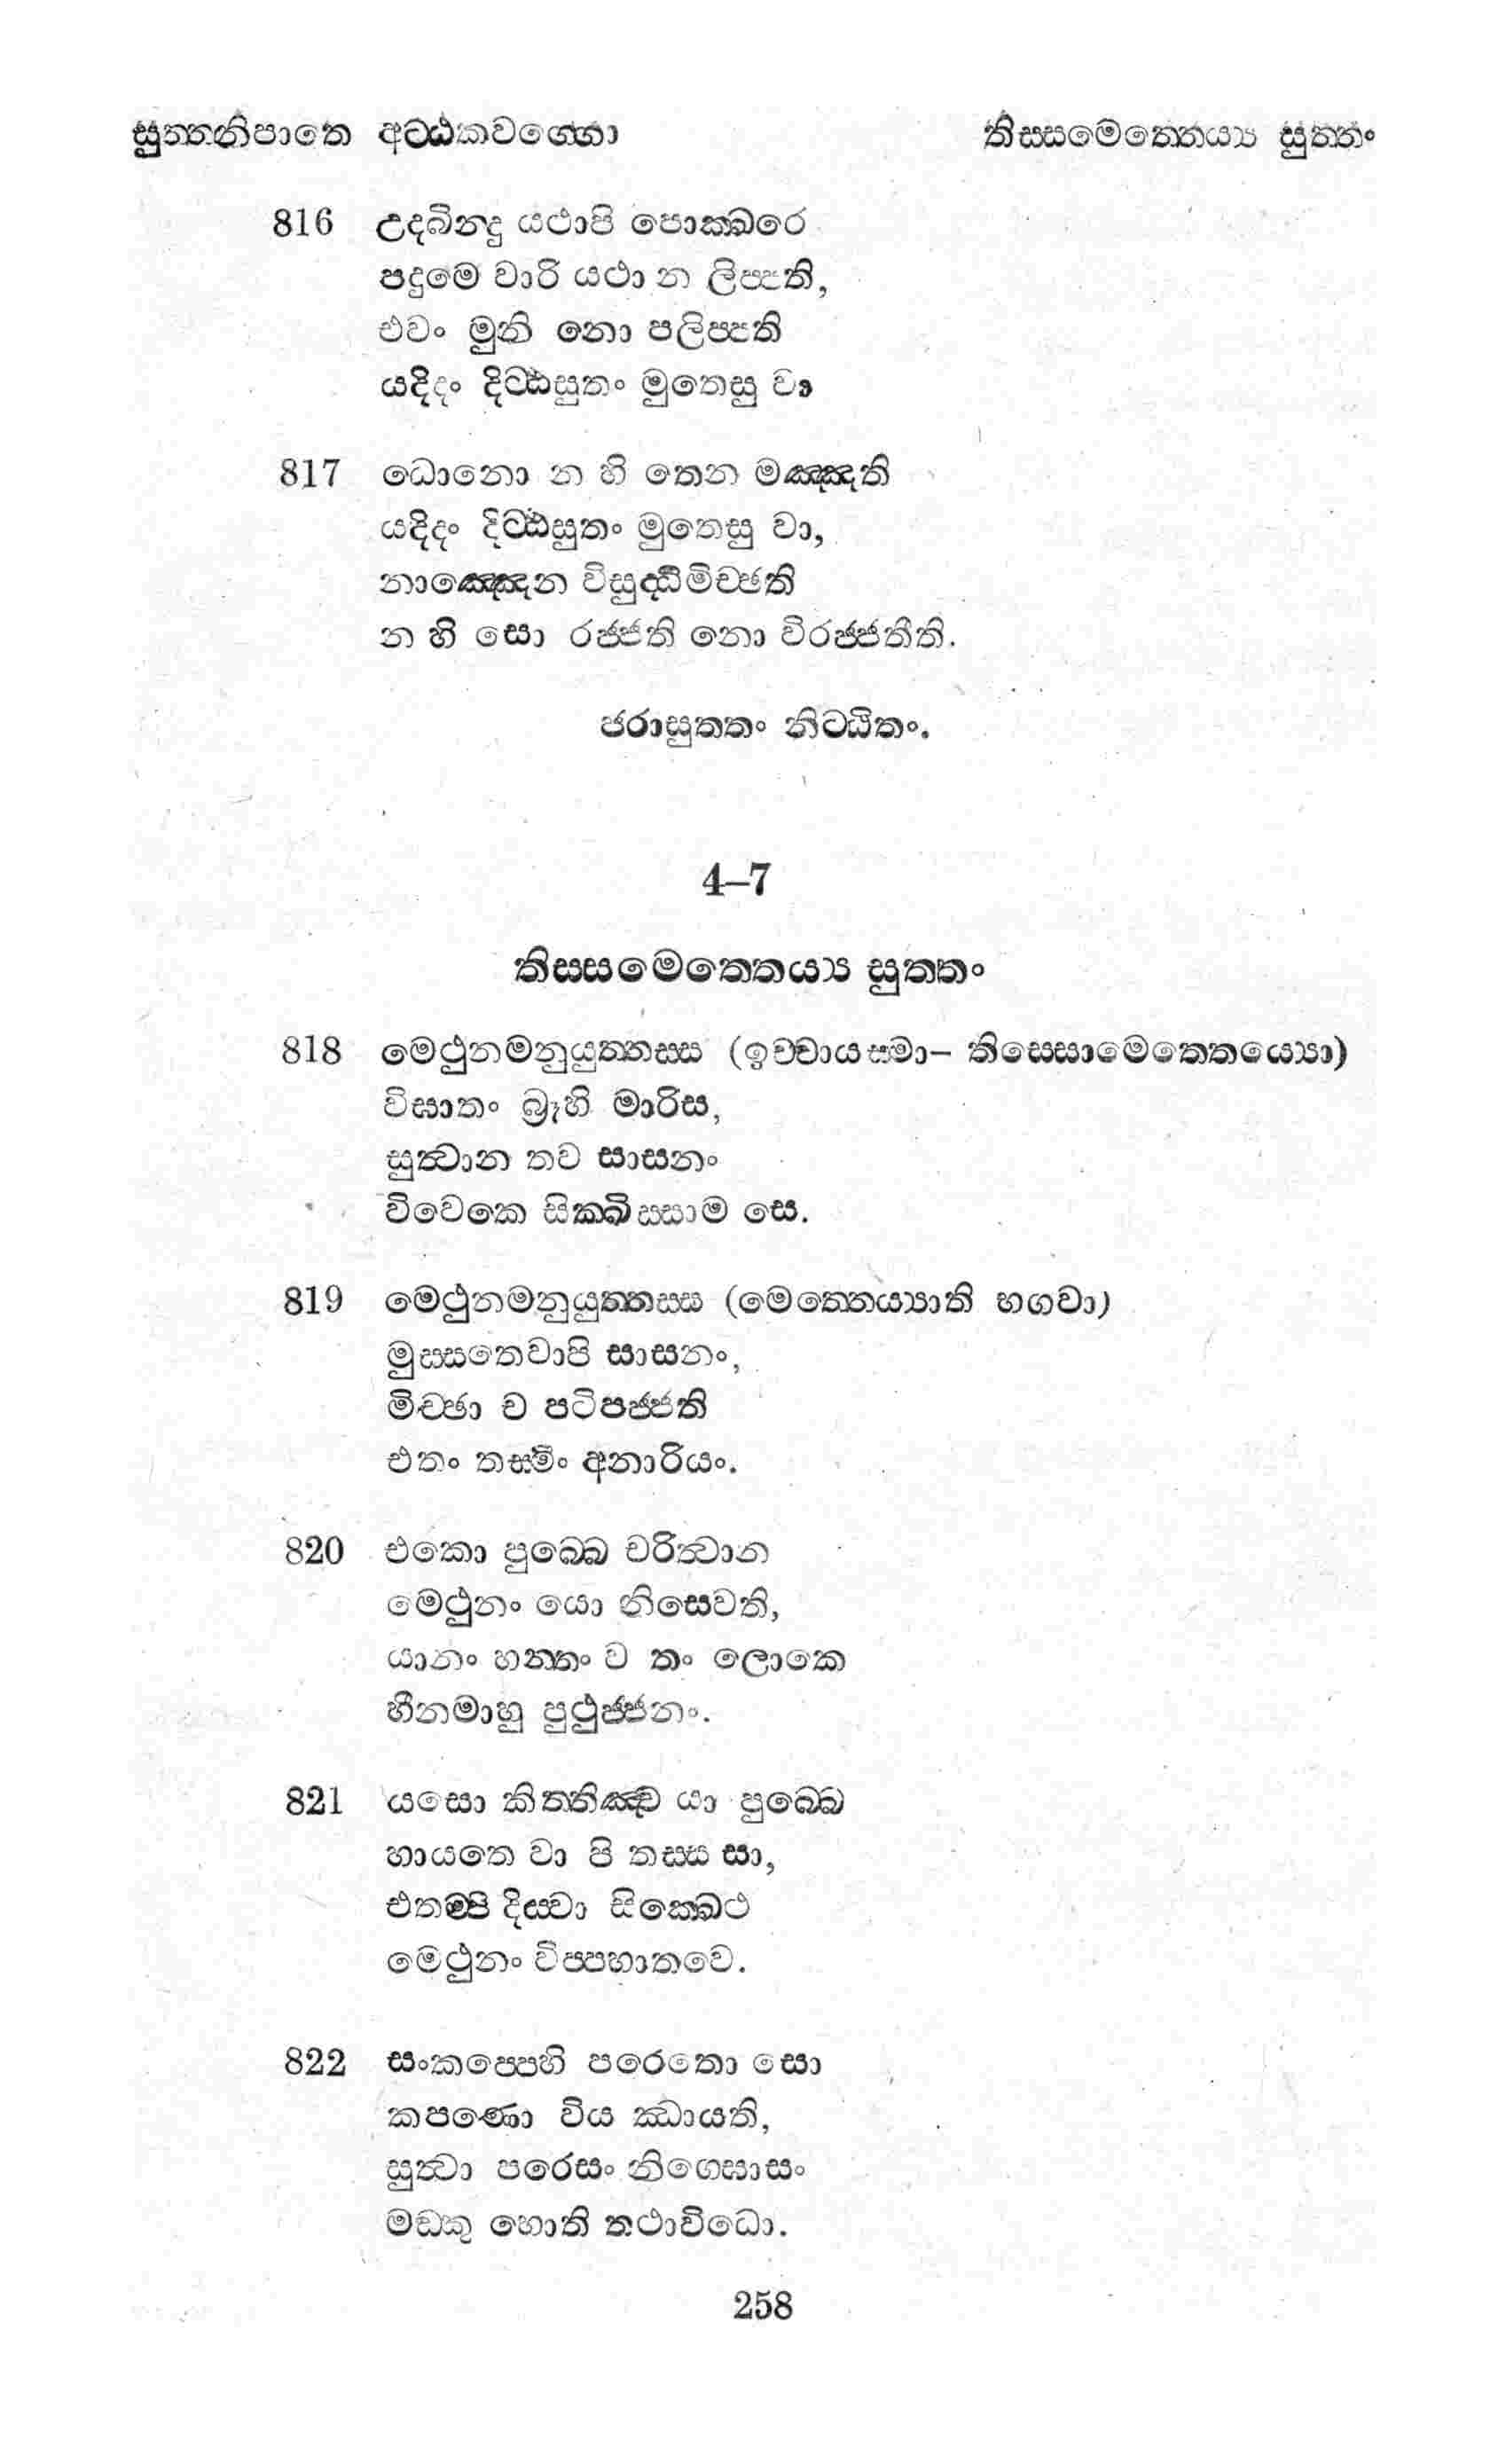 සුත්තනිපාතෙ අට්ඨකවග්ගො
තිස්සමෙත්තෙය්‍ය සුත්තං
816 උදබින්දු යථාපි පොක්ඛරෙ
පදුමෙ වාරි යථා න ලිප්පති,
එවං මුනි නො පලිප්පති
යදිදං දිට්ඨසුතං මුතෙසු වා
817 ධොනො න හි තෙන මඤ්ඤති
යදිදං දිට්ඨසුතං මුතෙසු වා,
නාඤ්ඤෙන විසුද්ධිමිච්ඡති
න හි සො රජ්ජති නො විරජ්ජතීති.
ජරාසුත්තං නිට්ඨිතං.
4–7
තිස්සමෙත්තෙය්‍ය සුත්තං
818 මෙථුනමනුයුත්තස්ස (ඉච්චායස්මා– තිස්සොමෙත්තෙය්‍යො)
විඝාතං බ්‍රූහි මාරිස,
සුත්වාන තව සාසනං
විවෙකෙ සික්ඛිස්සාම සෙ.
819 මෙථුනමනුයුත්තස්ස (මෙත්තෙය්‍යාති භගවා)
මුස්සතෙවාපි සාසනං,
මිච්ඡා ච පටිපජ්ජති
එතං තස්මිං අනාරියං.
820 එකො පුබ්බෙ චරිත්වාන
මෙථුනං යො නිසෙවති,
යානං භන්තං ව තං ලොකෙ
හීනමාහු පුථුජ්ජනං.
821 යසො කිත්තිඤ්ච යා පුබ්බෙ
හායතෙ වා පි තස්ස සා,
එතම්පි දිස්වා සික්ඛෙථ
මෙථුනං විප්පහාතවෙ.
822 සංකප්පෙහි පරෙතො සො
කපණො විය ඣායති,
සුත්වා පරෙසං නිග්ඝොසං
මඞ්කු හොති තථාවිධො.
258